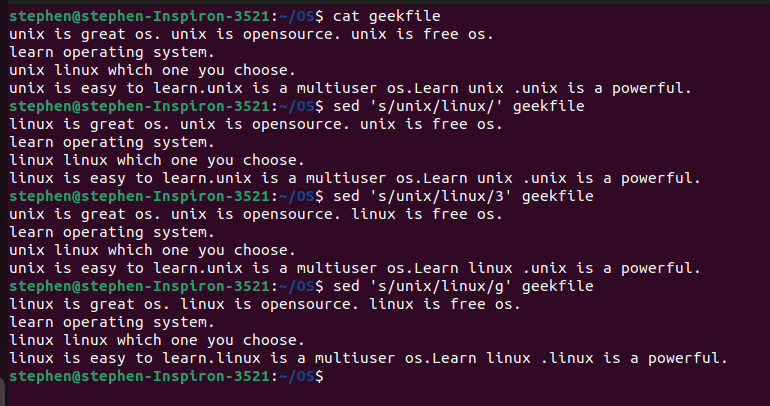 stephen@stephen-Inspiron-3521:~/OS$ cat geekfile
unix is great os. unix is opensource. unix is free os.
learn operating system.
unix linux which one you choose.
unix is easy to learn.unix is a multiuser os.Learn unix .unix is a powerful.
stephen@stephen-Inspiron-3521:~/OS$ sed 's/unix/linux/' geekfile
linux is great os. unix is opensource. unix is free os.
learn operating system.
linux linux which one you choose.
linux is easy to learn.unix is a multiuser os.Learn unix .unix is a powerful.
stephen@stephen-Inspiron-3521:~/OS$ sed 's/unix/linux/3' geekfile
unix is great os. unix is opensource. linux is free os.
learn operating system.
unix linux which one you choose.
unix is easy to learn.unix is a multiuser os.Learn linux .unix is a powerful.
stephen@stephen-Inspiron-3521:~/OS$ sed 's/unix/linux/g' geekfile
linux is great os. linux is opensource. linux is free os.
learn operating system.
linux linux which one you choose.
linux is easy to learn.linux is a multiuser os.Learn linux .linux is a powerful.
stephen@stephen-Inspiron-3521:~/OS$